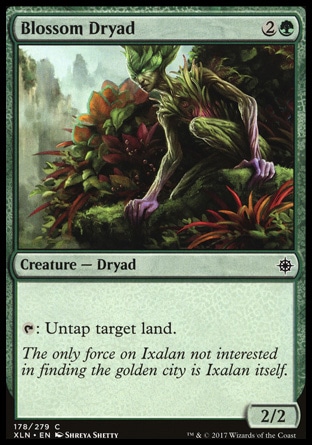 Blossom Dryad 2
Creature — Dryad
: Untap target land.
The only force on Ixalan not interested
in finding the golden city is Ixalan itself.
2/2
178/279 C
XLN • EN Shreya Shetty
™ & © 2017 Wizards of the Coast